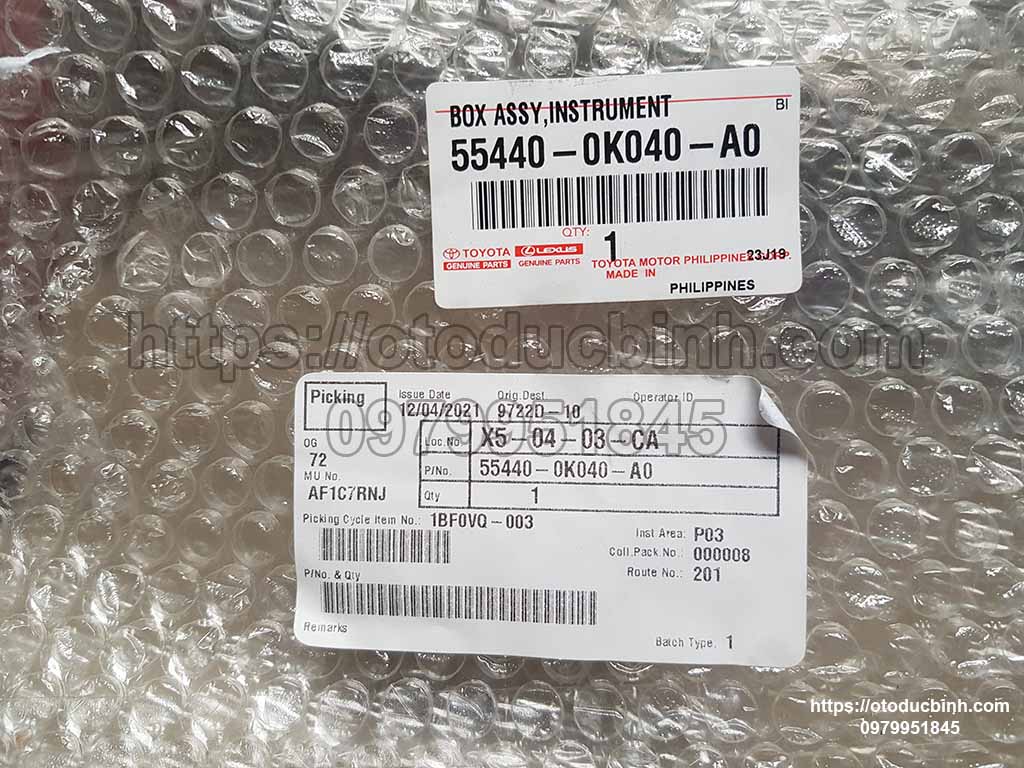 BOX ASSY,INSTRUMENT BI
55440-0K040-A0
QTY: 1
TOYOTA LEXUS
GENUINE PARTS GENUINE PARTS
TOYOTA MOTOR PHILIPPINES 23J19
MADE IN
PHILIPPINES
https://otoducbinh.com
Picking Issue Date Orig.Dest. Operator ID
12/04/2021 9722D-10
0979951845
OG Loc.No. X5-04-03-CA
72 P/No. 55440-0K040-A0
MU No.
AF1C7RNJ Qty 1
Picking Cycle Item No.: 1BF0VQ-003
Inst Area: P03
Coll.Pack No.: 000008
P/No. & Qty Route No.: 201
Remarks
Batch Type. 1
https://otoducbinh.com
0979951845